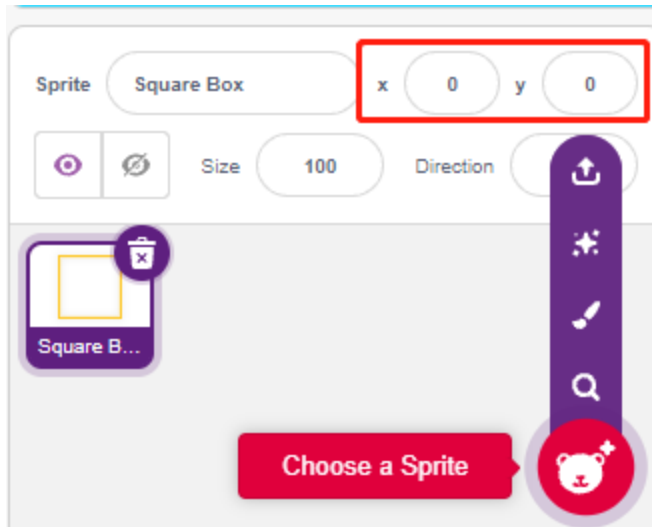 Sprite Square Box x 0 y 0
Size 100 Direction
Square B...
Choose a Sprite